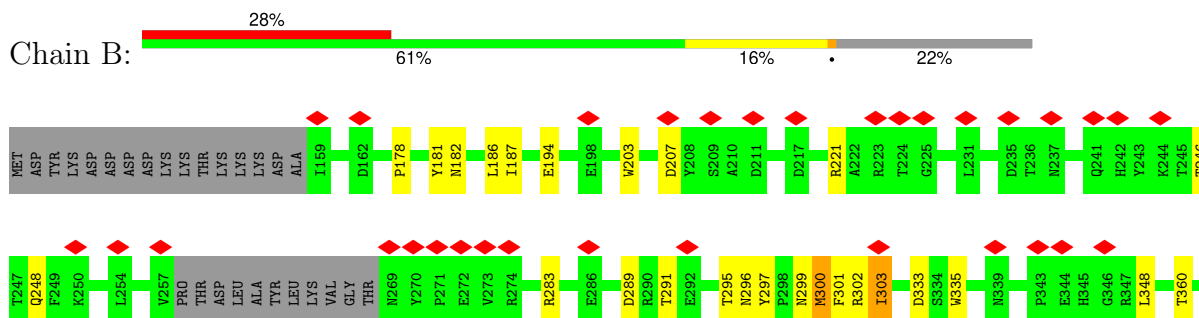 28%
Chain B:
61% 16% • 22%
MET ASP TYR LYS ASP ASP ASP ASP LYS LYS THR LYS LYS LYS ASP ALA I159 D162 P178 Y181 N182 L186 I187 E194 E198 W203 D207 Y208 S209 A210 D211 D217 R221 A222 R223 T224 G225 L231 D235 T236 N237 Q241 H242 Y243 K244 T245
T247 Q248 F249 K250 L254 V257 PRO THR ASP LEU ALA TYR LEU LYS VAL GLY THR N269 Y270 P271 E272 V273 R274 R283 E286 D289 R290 T291 E292 T295 N296 Y297 P298 N299 M300 F301 R302 I303 D333 S334 W335 N339 P343 E344 H345 G346 R347 L348 T360